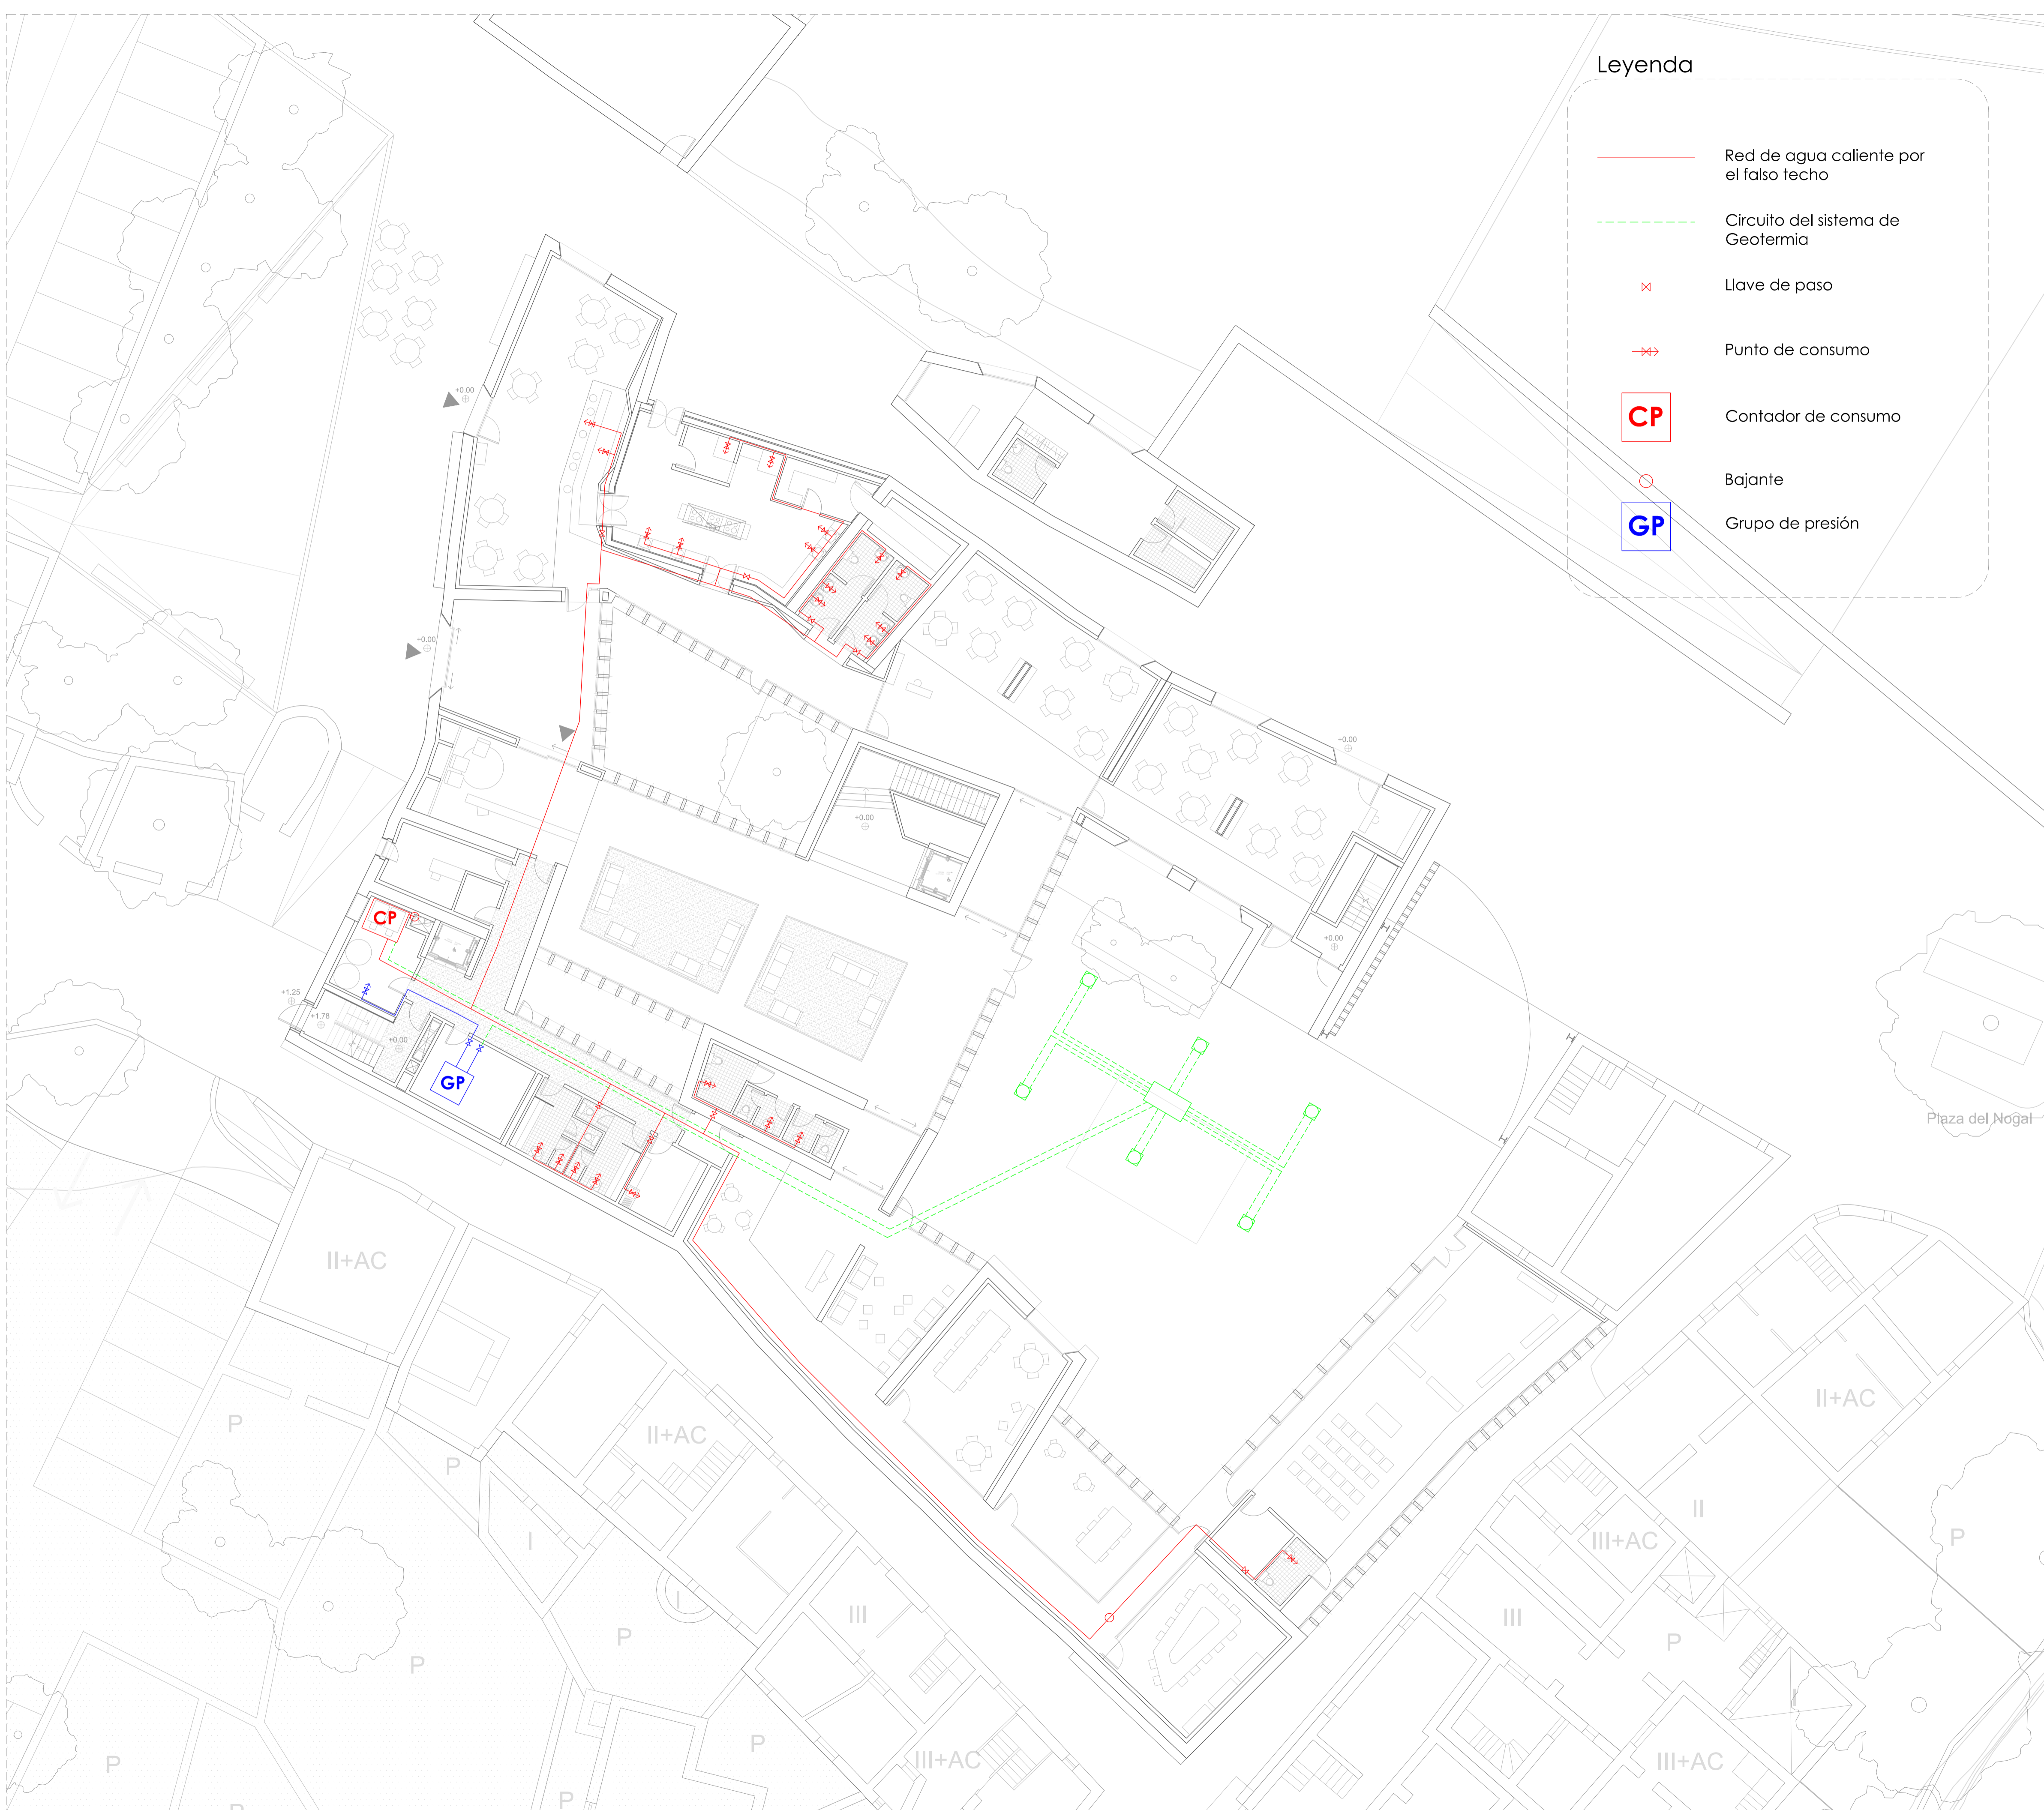 Leyenda
Red de agua caliente por
el falso techo
Circuito del sistema de
Geotermia
Llave de paso
Punto de consumo
CP
Contador de consumo
Bajante
GP
Grupo de presión
+0.00
+0.00
+0.00
+0.00
CP
+0.00
+1.25
+1.78
+0.00
GP
Plaza del Nogal
II+AC
II+AC
P
II+AC
P
II
I
III+AC
P
I
III
III
P
P
P
I
P
P
III+AC
III+AC
P
P